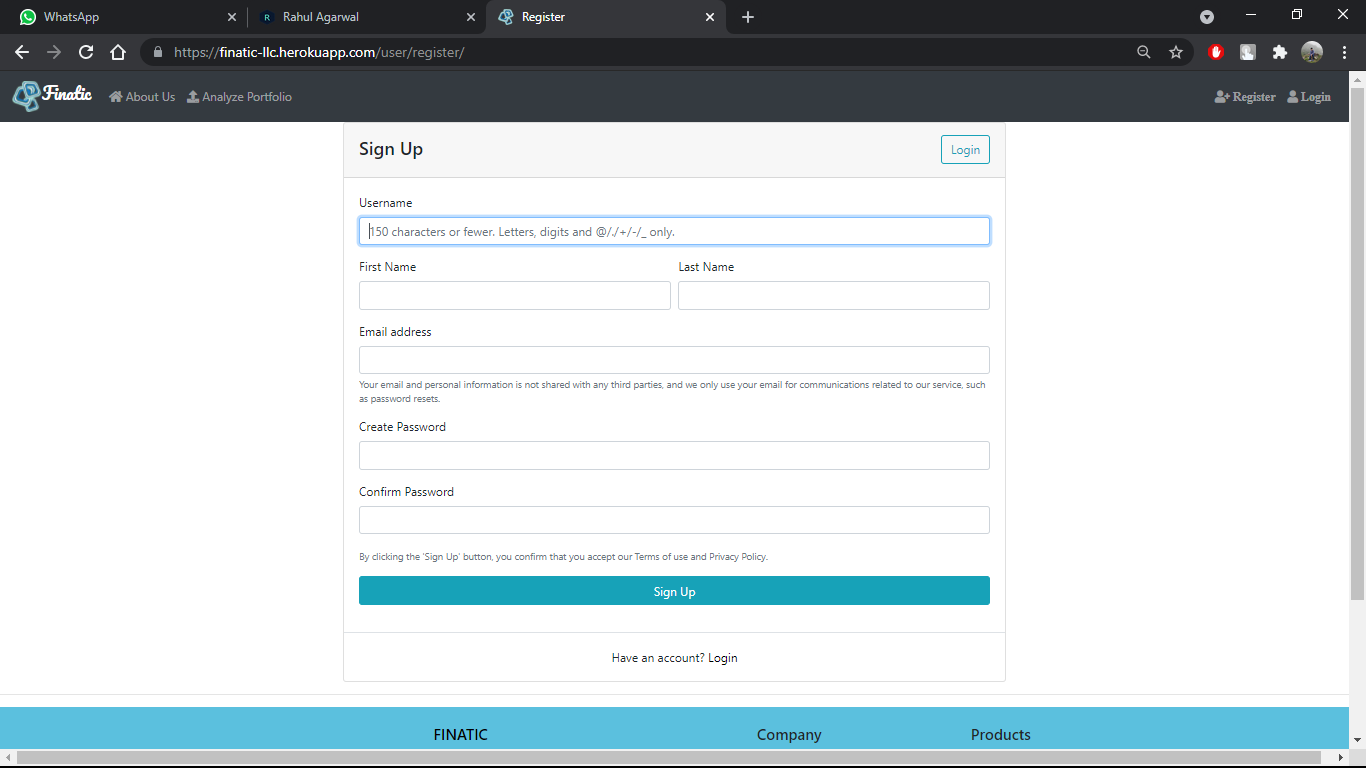 WhatsApp
Rahul Agarwal
Register
https://finatic-llc.herokuapp.com/user/register/
Finatic
About Us
Analyze Portfolio
Register
Login
Sign Up
Login
Username
150 characters or fewer. Letters, digits and @/./+/-/_ only.
First Name
Last Name
Email address
Your email and personal information is not shared with any third parties, and we only use your email for communications related to our service, such
as password resets.
Create Password
Confirm Password
By clicking the 'Sign Up' button, you confirm that you accept our Terms of use and Privacy Policy.
Sign Up
Have an account? Login
FINATIC
Company
Products